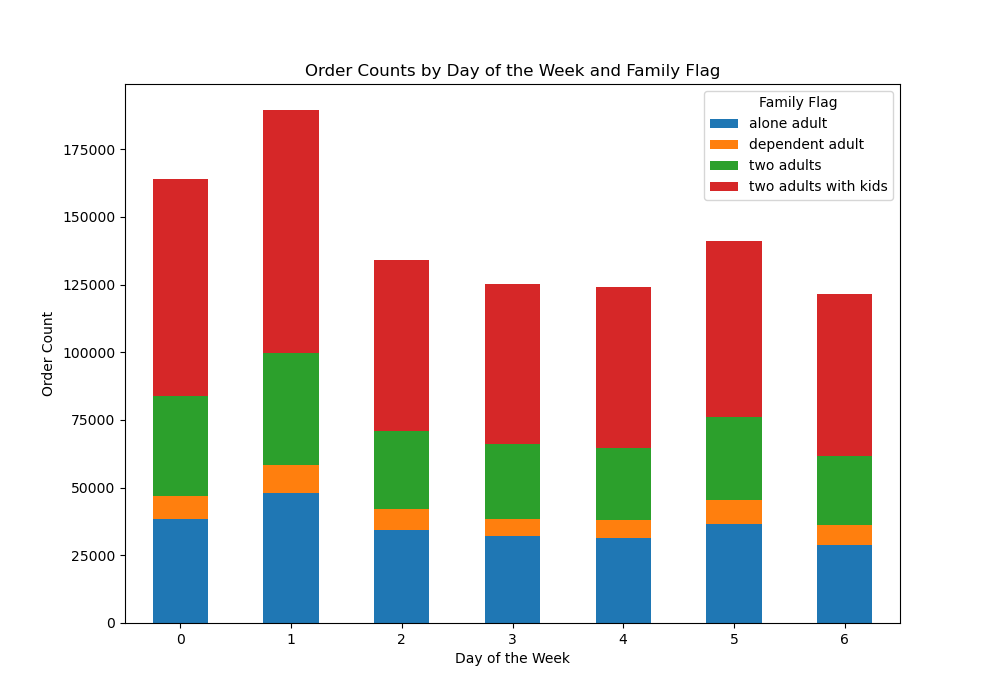 Order Counts by Day of the Week and Family Flag
Family Flag
alone adult
dependent adult
two adults
two adults with kids
175000
150000
125000
100000
75000
50000
25000
0
Order Count
0 1 2 3 4 5 6
Day of the Week